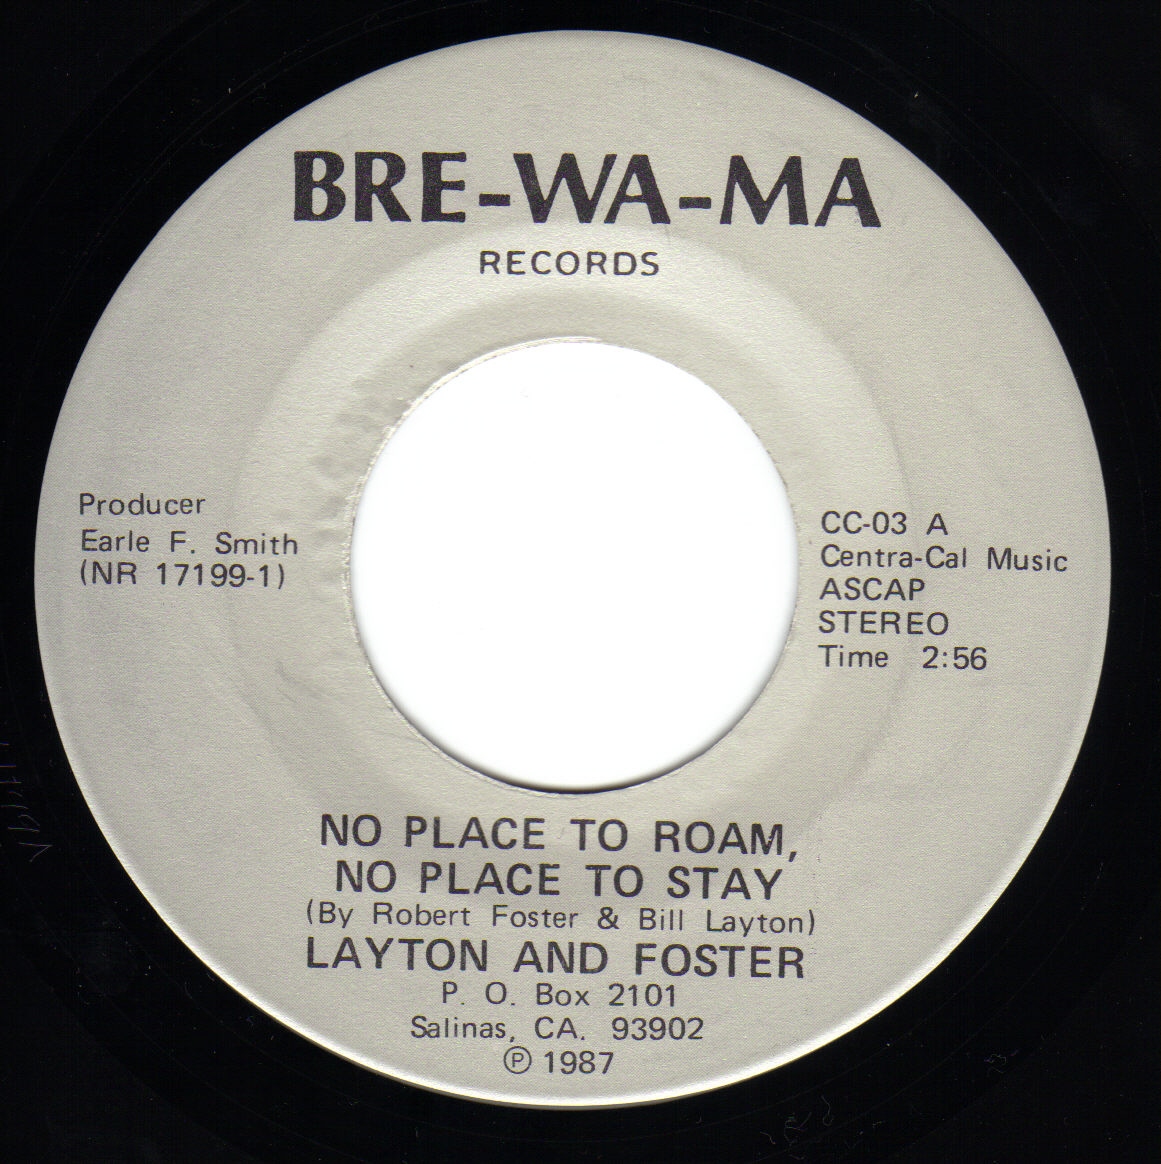 BRE-WA-MA
RECORDS
Producer
Earle F. Smith
(NR 17199-1)
CC-03 A
Centra-Cal Music
ASCAP
STEREO
Time 2:56
NO PLACE TO ROAM,
NO PLACE TO STAY
(By Robert Foster & Bill Layton)
LAYTON AND FOSTER
P. O. Box 2101
Salinas, CA. 93902
℗ 1987